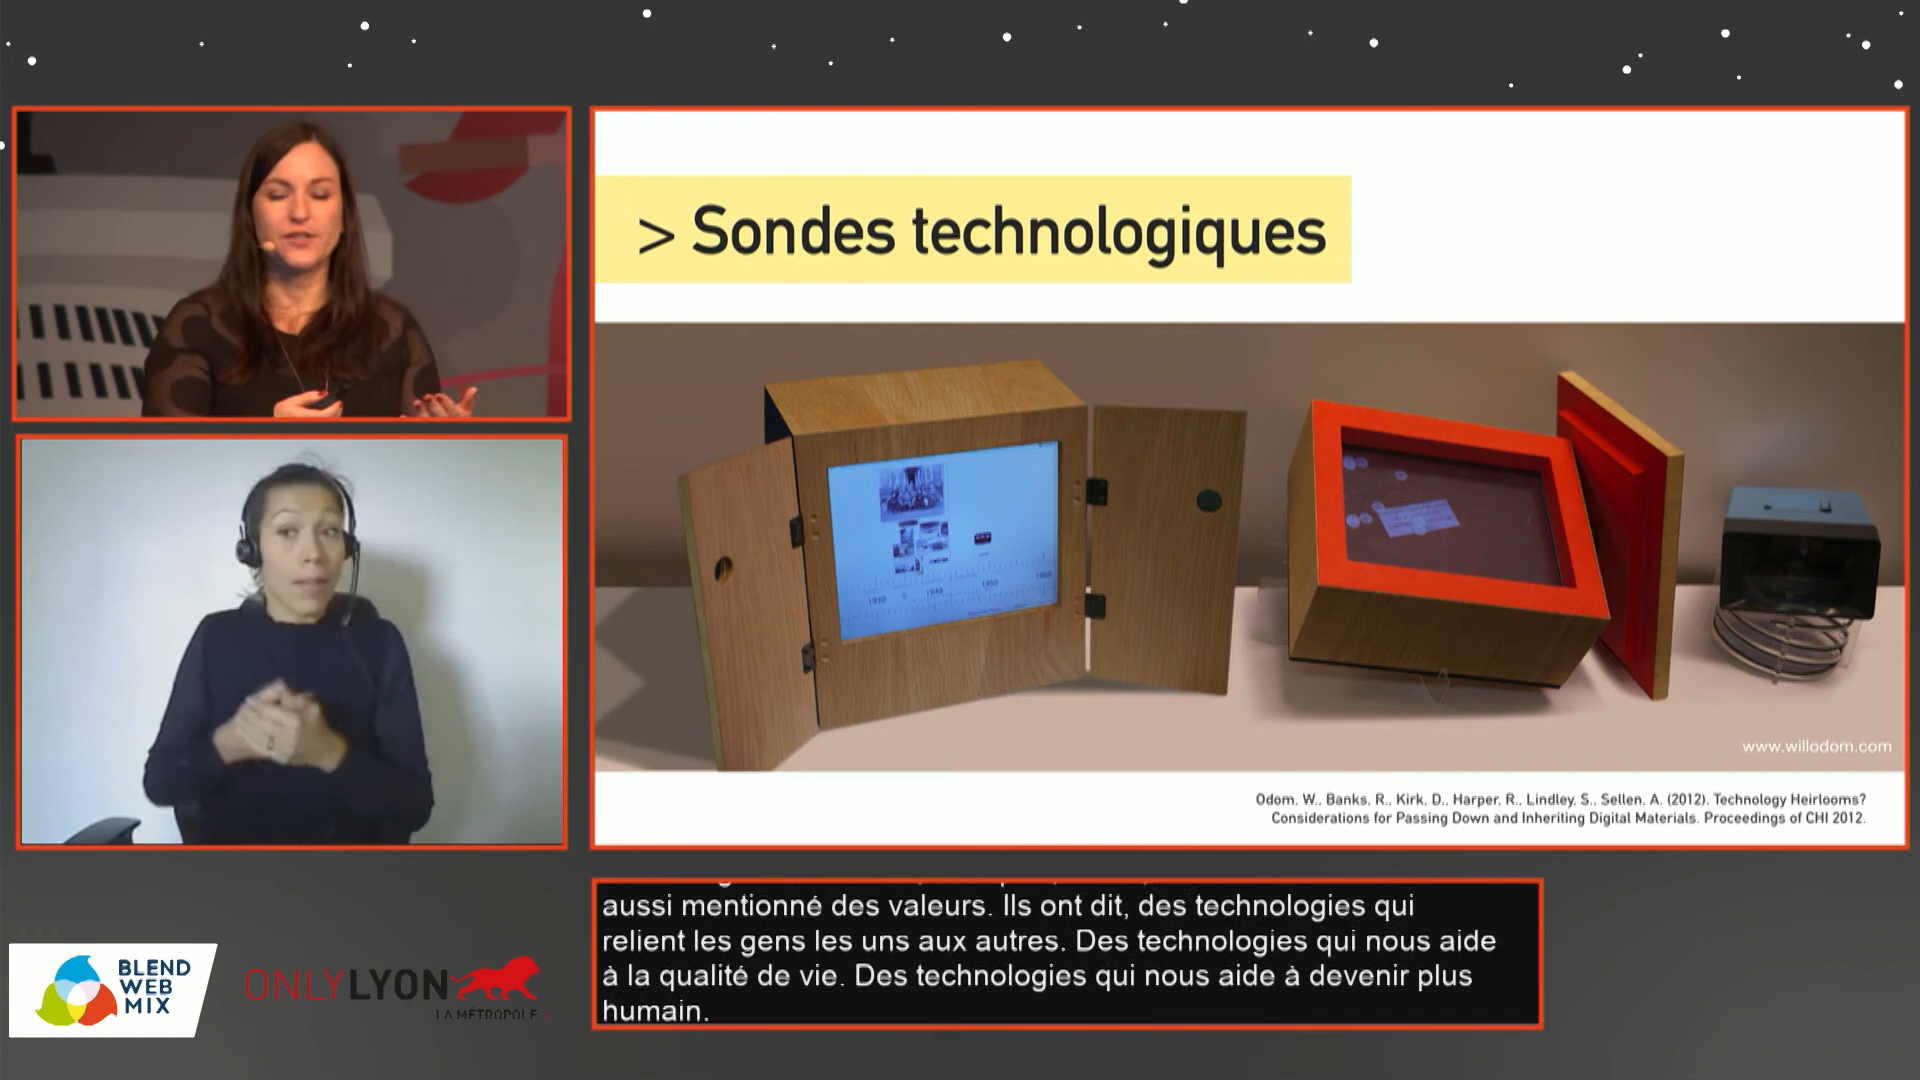 > Sondes technologiques
1930
1940
1950
1960
www.willodom.com
Odom, W., Banks, R., Kirk, D., Harper, R., Lindley, S., Sellen, A. (2012). Technology Heirlooms?
Considerations for Passing Down and Inheriting Digital Materials. Proceedings of CHI 2012.
aussi mentionné des valeurs. Ils ont dit, des technologies qui
relient les gens les uns aux autres. Des technologies qui nous aide
à la qualité de vie. Des technologies qui nous aide à devenir plus
humain.
BLEND
WEB
MIX
ONLYLYON
LA MÉTROPOLE